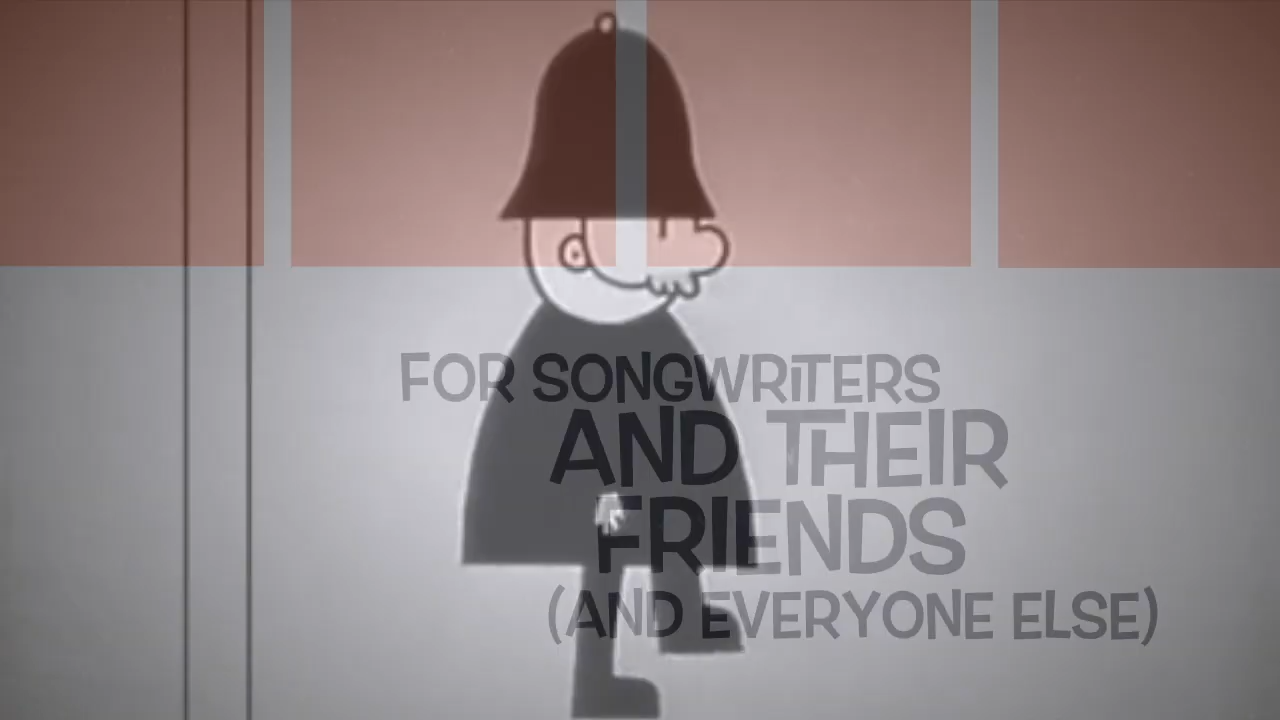 FOR SONGWRITERS
AND THEIR
FRIENDS
(AND EVERYONE ELSE)